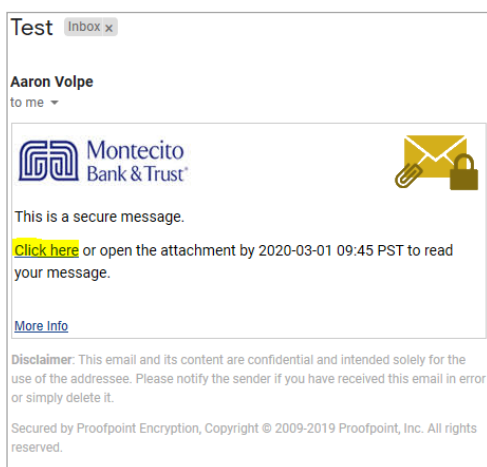 Test Inbox x
Aaron Volpe
to me
Montecito
Bank & Trust®
This is a secure message.
Click here or open the attachment by 2020-03-01 09:45 PST to read
your message.
More Info
Disclaimer: This email and its content are confidential and intended solely for the
use of the addressee. Please notify the sender if you have received this email in error
or simply delete it.
Secured by Proofpoint Encryption, Copyright © 2009-2019 Proofpoint, Inc. All rights
reserved.